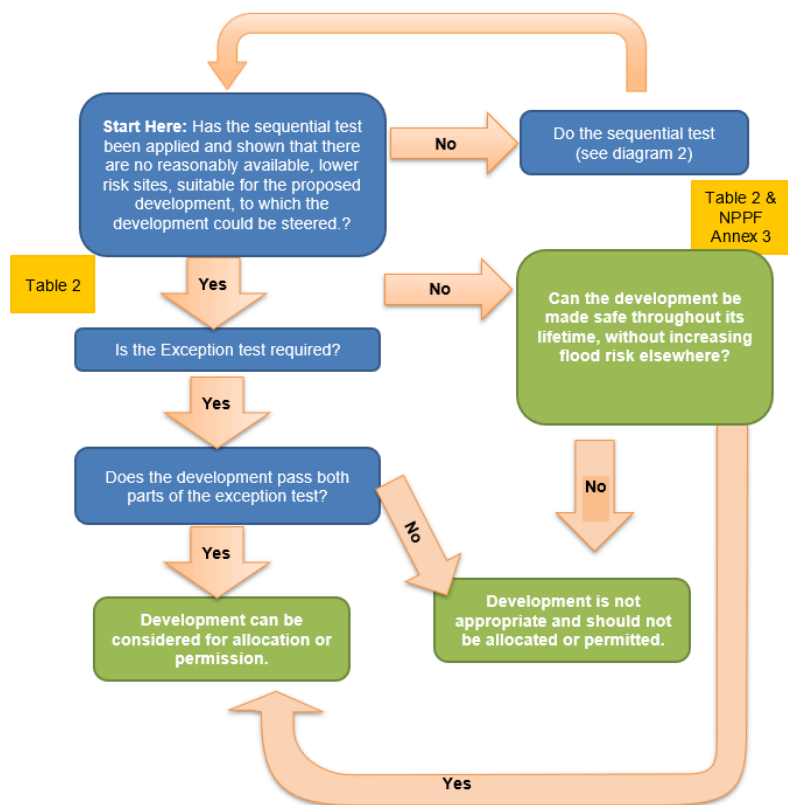 Start Here: Has the sequential test
been applied and shown that there
are no reasonably available, lower
risk sites, suitable for the proposed
development, to which the
development could be steered.?
No
Do the sequential test
(see diagram 2)
Table 2 &
NPPF
Annex 3
Table 2
Yes
No
Can the development be
made safe throughout its
lifetime, without increasing
flood risk elsewhere?
Is the Exception test required?
Yes
Does the development pass both
parts of the exception test?
No
No
Yes
Development can be
considered for allocation or
permission.
Development is not
appropriate and should not
be allocated or permitted.
Yes